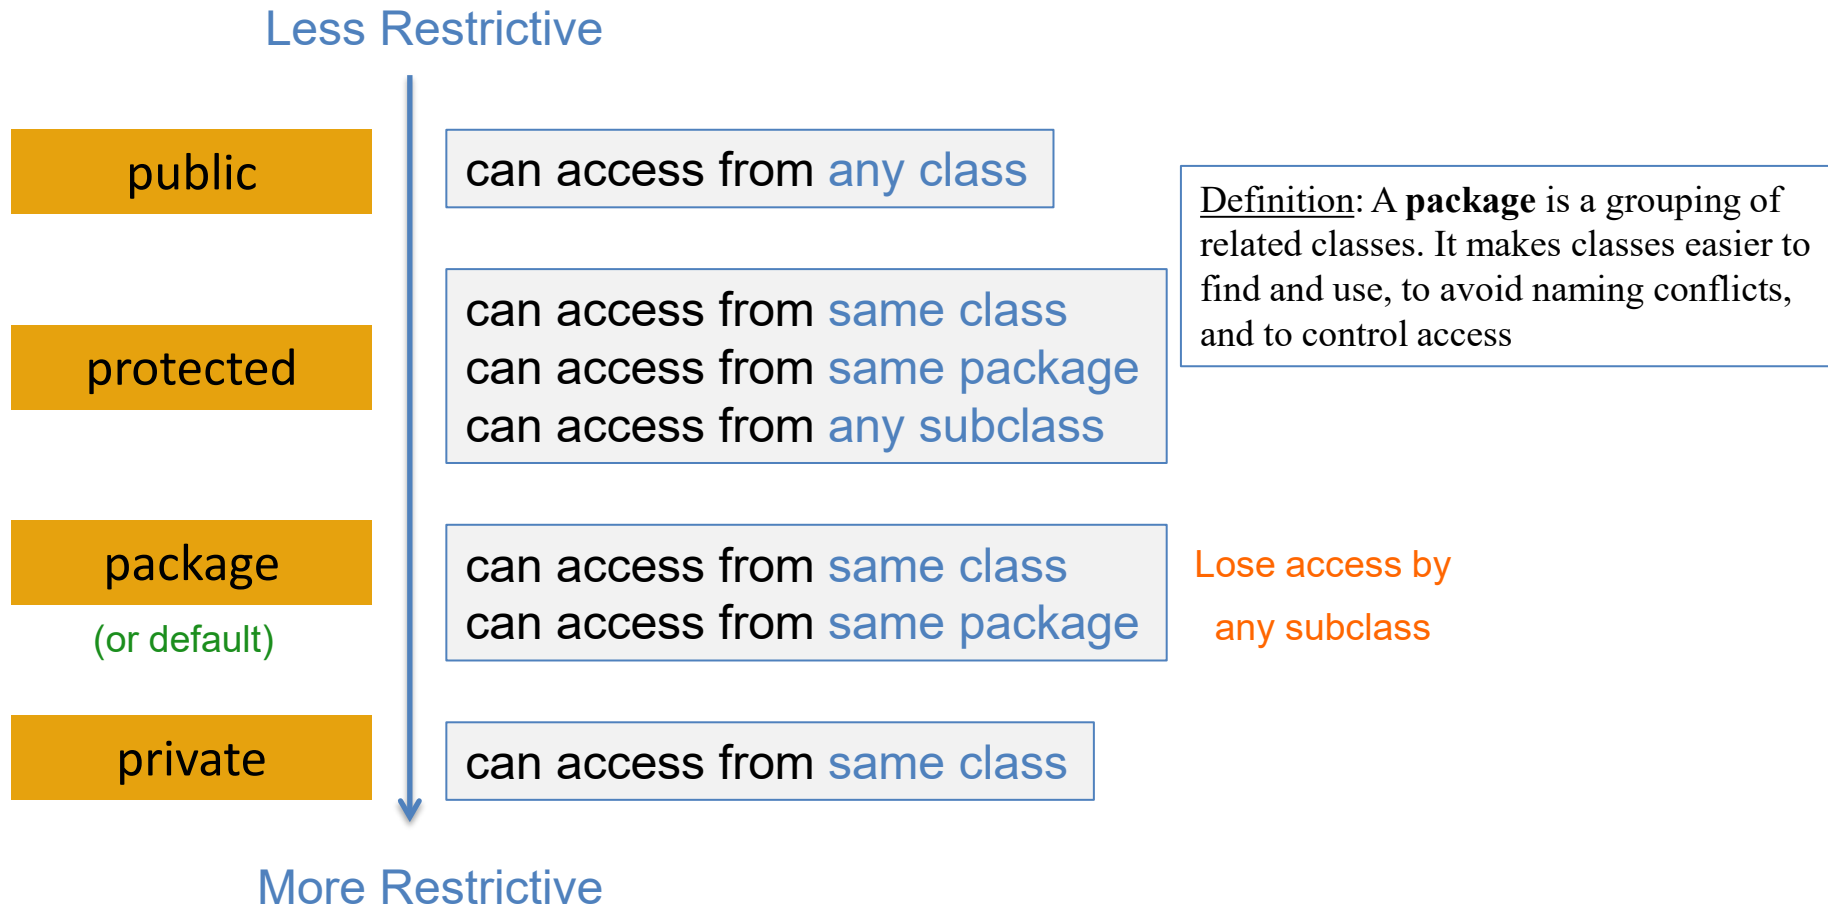 Less Restrictive
public
can access from any class
Definition: A package is a grouping of
related classes. It makes classes easier to
find and use, to avoid naming conflicts,
and to control access
protected
can access from same class
can access from same package
can access from any subclass
package
(or default)
can access from same class
can access from same package
Lose access by
any subclass
private
can access from same class
More Restrictive